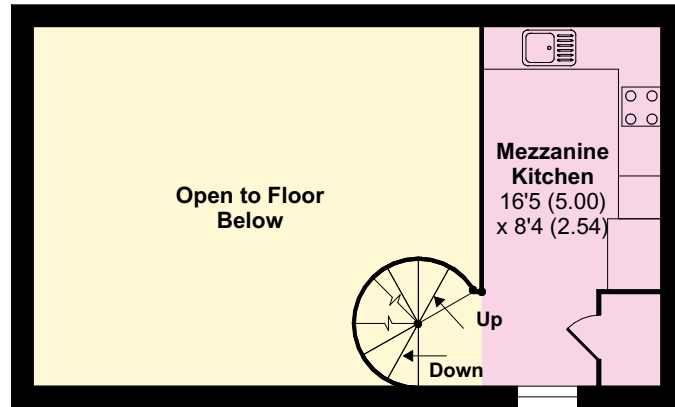 Open to Floor
Below
Mezzanine
Kitchen
16'5 (5.00)
x 8'4 (2.54)
Up
Down